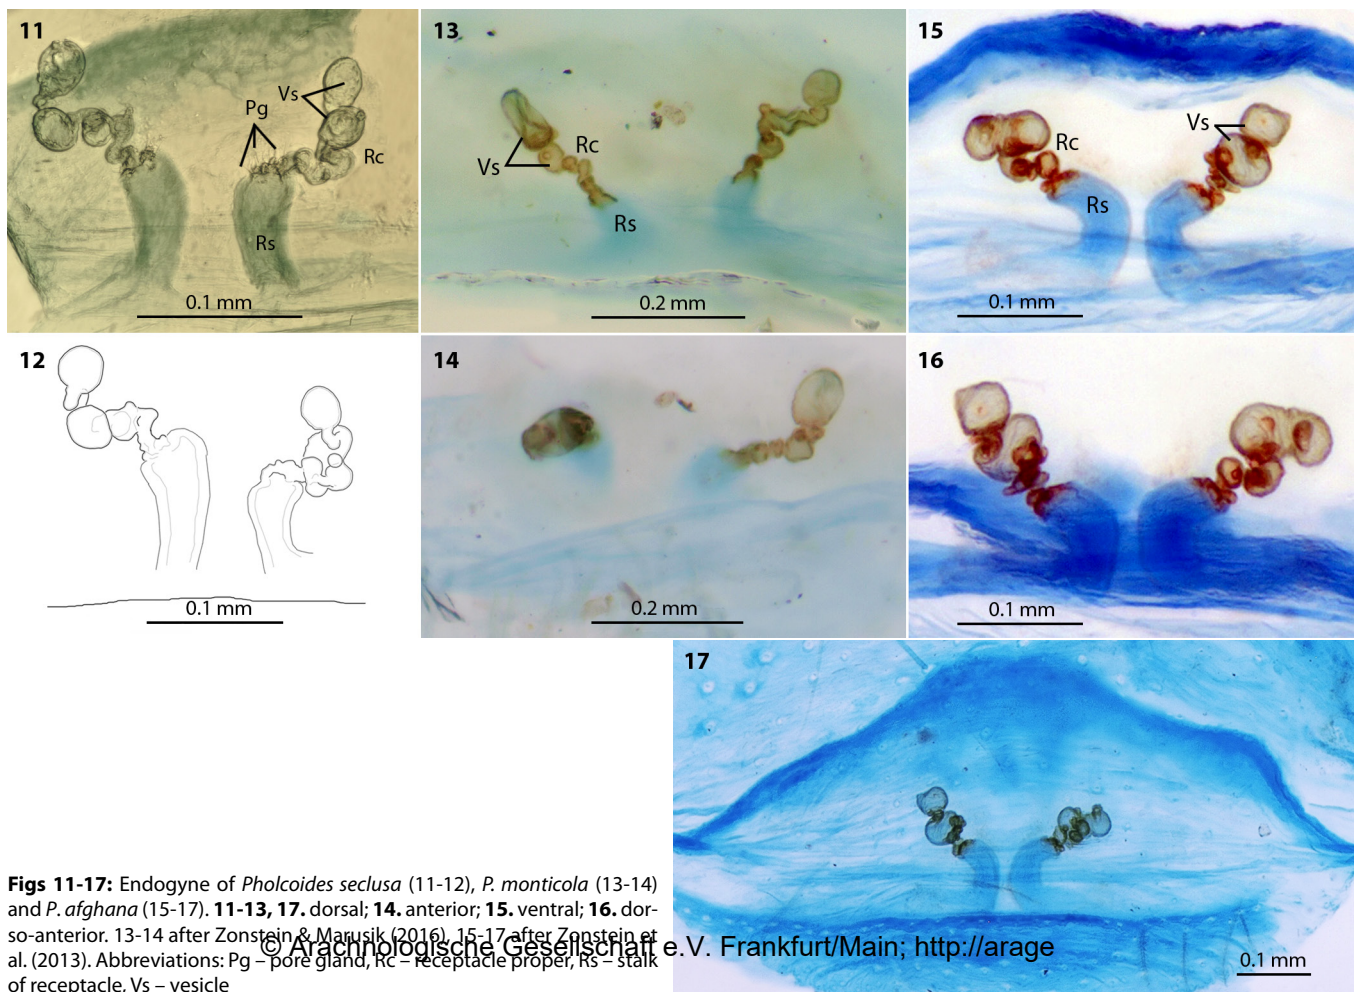 11
Pg
Vs
Rc
Rs
0.1 mm
13
Vs
Rc
Rs
0.2 mm
15
Rc
Vs
Rs
0.1 mm
12
0.1 mm
14
0.2 mm
16
0.1 mm
17
0.1 mm
Figs 11-17: Endogyne of Pholcoides seclusa (11-12), P. monticola (13-14)
and P. afghana (15-17). 11-13, 17. dorsal; 14. anterior; 15. ventral; 16. dor-
so-anterior. 13-14 after Zonstein & Marusik (2016), 15-17 after Zonstein et
al. (2013). Abbreviations: Pg – pore gland, Rc – receptacle proper, Rs – stalk
of receptacle, Vs – vesicle
© Arachnologische Gesellschaft e.V. Frankfurt/Main; http://arage